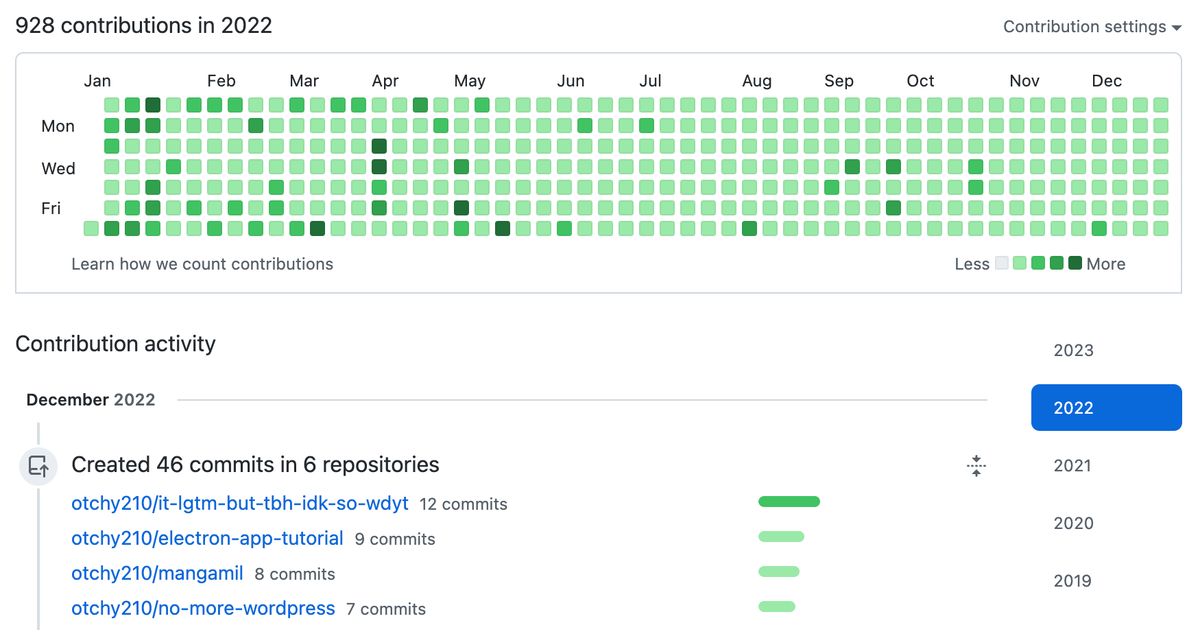 928 contributions in 2022
Contribution settings
Jan Feb Mar Apr May Jun Jul Aug Sep Oct Nov Dec
Mon
Wed
Fri
Learn how we count contributions
Less More
Contribution activity
2023
December 2022
2022
Created 46 commits in 6 repositories
2021
otchy210/it-lgtm-but-tbh-idk-so-wdyt 12 commits
2020
otchy210/electron-app-tutorial 9 commits
otchy210/mangamil 8 commits
2019
otchy210/no-more-wordpress 7 commits